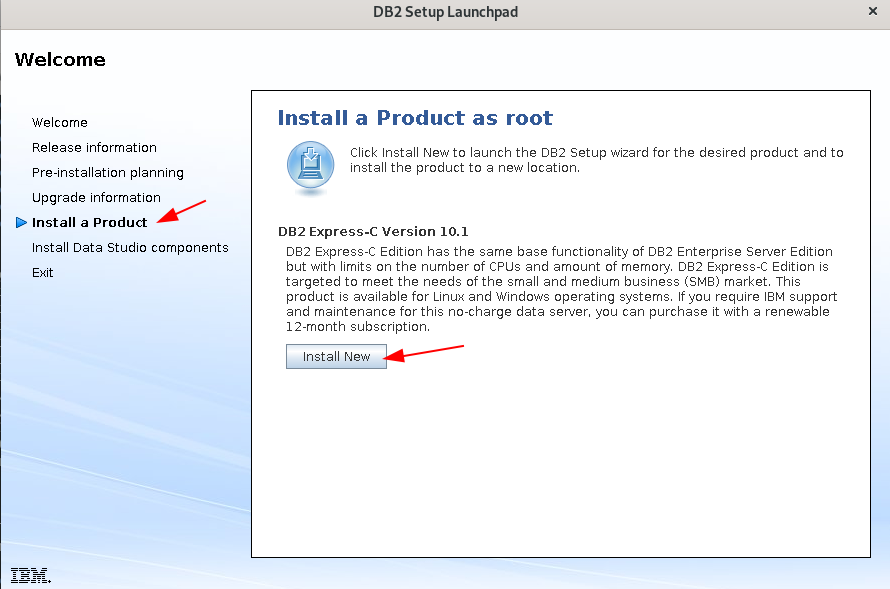 DB2 Setup Launchpad
Welcome
Welcome
Release information
Pre-installation planning
Upgrade information
Install a Product
Install Data Studio components
Exit
Install a Product as root
Click Install New to launch the DB2 Setup wizard for the desired product and to
install the product to a new location.
DB2 Express-C Version 10.1
DB2 Express-C Edition has the same base functionality of DB2 Enterprise Server Edition
but with limits on the number of CPUs and amount of memory. DB2 Express-C Edition is
targeted to meet the needs of the small and medium business (SMB) market. This
product is available for Linux and Windows operating systems. If you require IBM support
and maintenance for this no-charge data server, you can purchase it with a renewable
12-month subscription.
Install New
IBM.